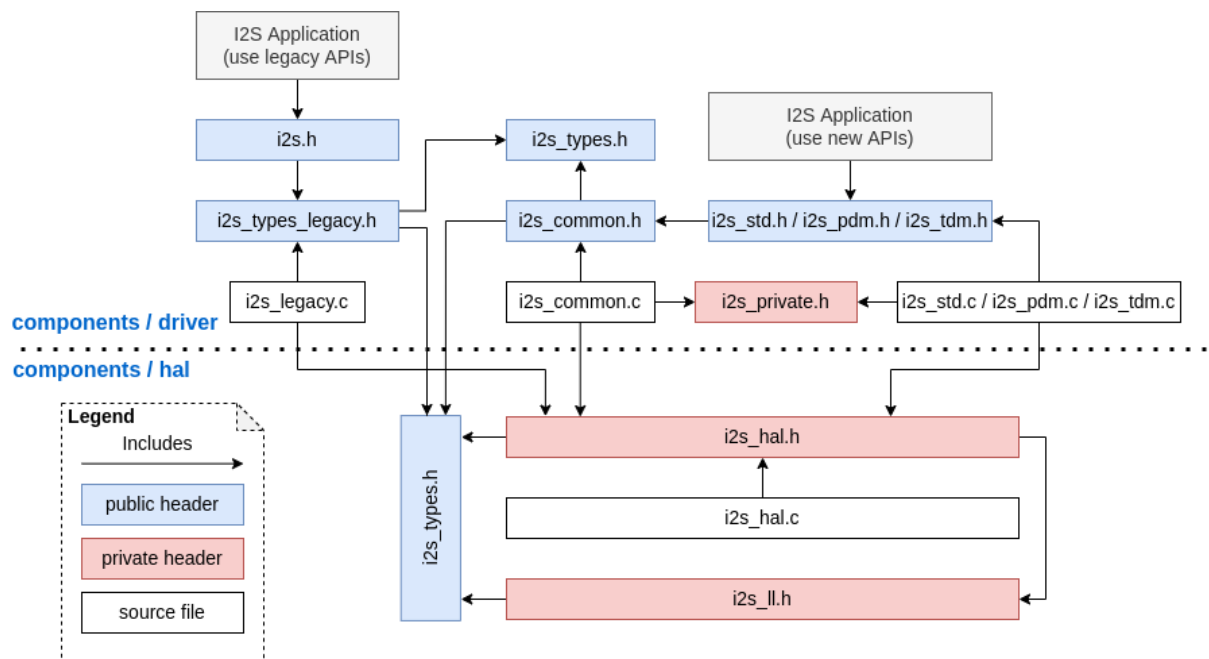 I2S Application
(use legacy APIs)
i2s.h
i2s_types.h
I2S Application
(use new APIs)
i2s_types_legacy.h
i2s_common.h
i2s_std.h / i2s_pdm.h / i2s_tdm.h
i2s_legacy.c
i2s_common.c
i2s_private.h
i2s_std.c / i2s_pdm.c / i2s_tdm.c
components / driver
components / hal
Legend
Includes
public header
private header
source file
i2s_types.h
i2s_hal.h
i2s_hal.c
i2s_ll.h